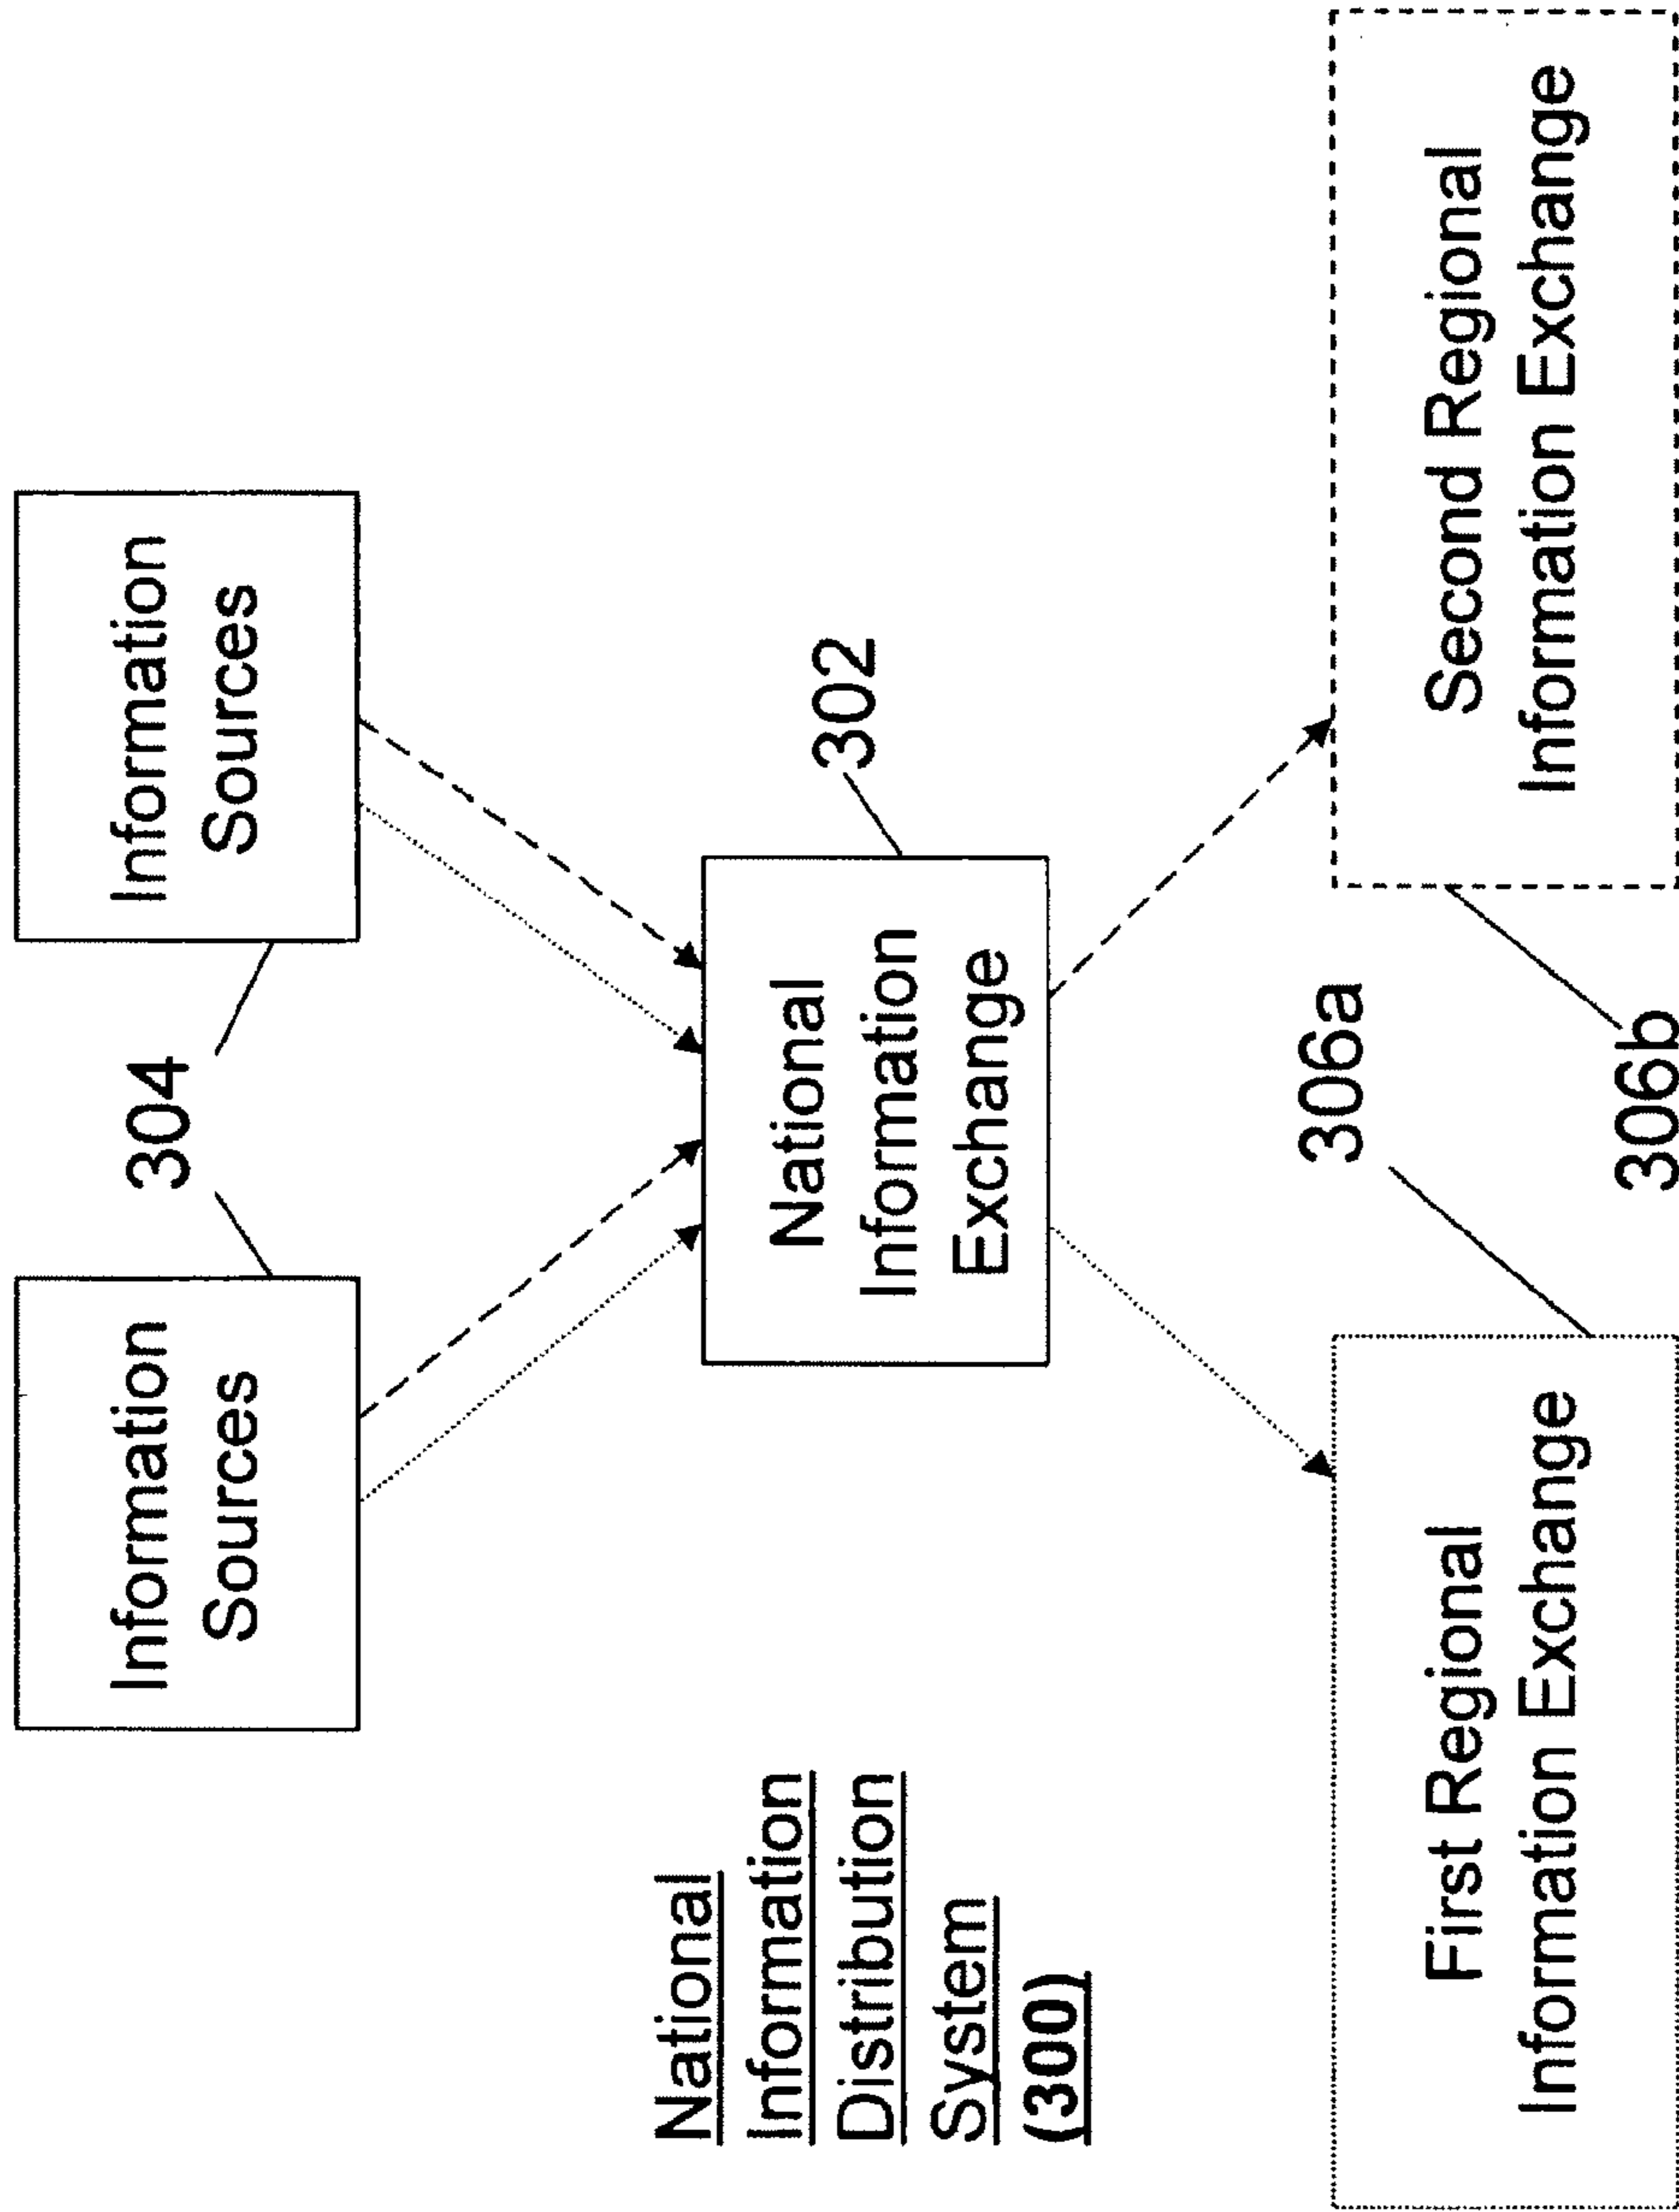 Information
Sources
304
Information
Sources
National
Information
Distribution
System
(300)
National
Information
Exchange
302
First Regional
Information Exchange
306a
306b
Second Regional
Information Exchange